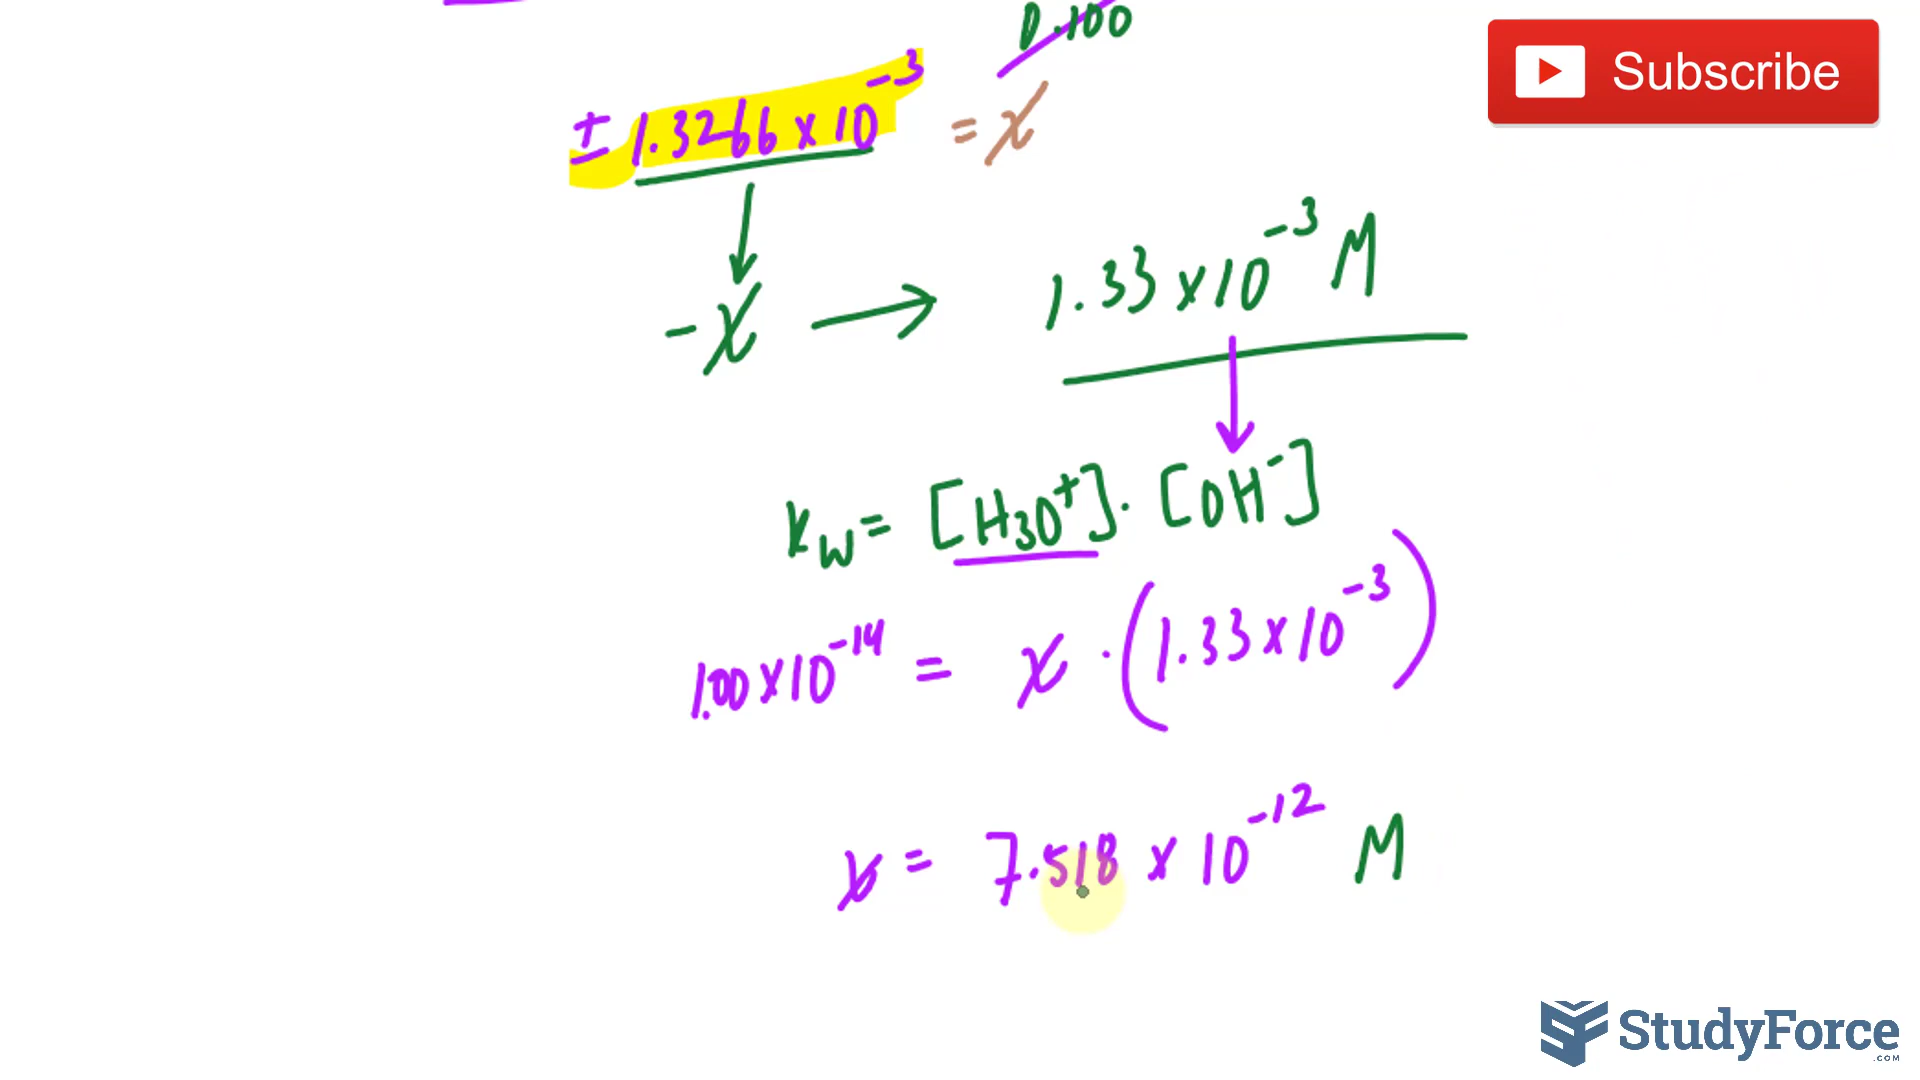 0.100
Subscribe
± 1.3266 x 10⁻³ = x
-x → 1.33 x 10⁻³ M
Kw = [H₃O⁺] · [OH⁻]
1.00 x 10⁻¹⁴ = x · (1.33 x 10⁻³)
x = 7.518 x 10⁻¹² M
StudyForce
.COM